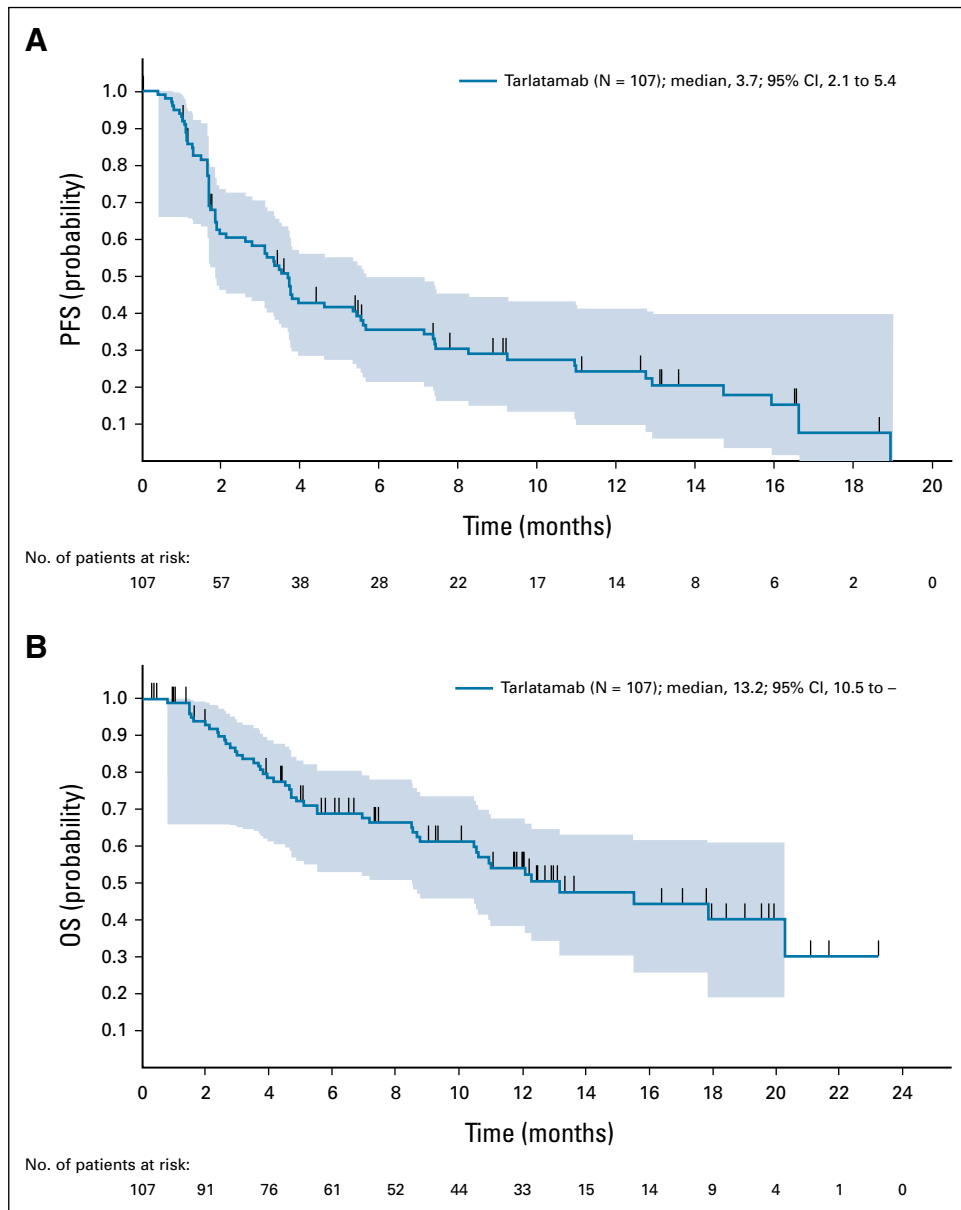 A
Tarlatamab (N = 107); median, 3.7; 95% CI, 2.1 to 5.4
PFS (probability)
1.0
0.9
0.8
0.7
0.6
0.5
0.4
0.3
0.2
0.1
0 2 4 6 8 10 12 14 16 18 20
Time (months)
No. of patients at risk:
107 57 38 28 22 17 14 8 6 2 0
B
Tarlatamab (N = 107); median, 13.2; 95% CI, 10.5 to –
OS (probability)
1.0
0.9
0.8
0.7
0.6
0.5
0.4
0.3
0.2
0.1
0 2 4 6 8 10 12 14 16 18 20 22 24
Time (months)
No. of patients at risk:
107 91 76 61 52 44 33 15 14 9 4 1 0